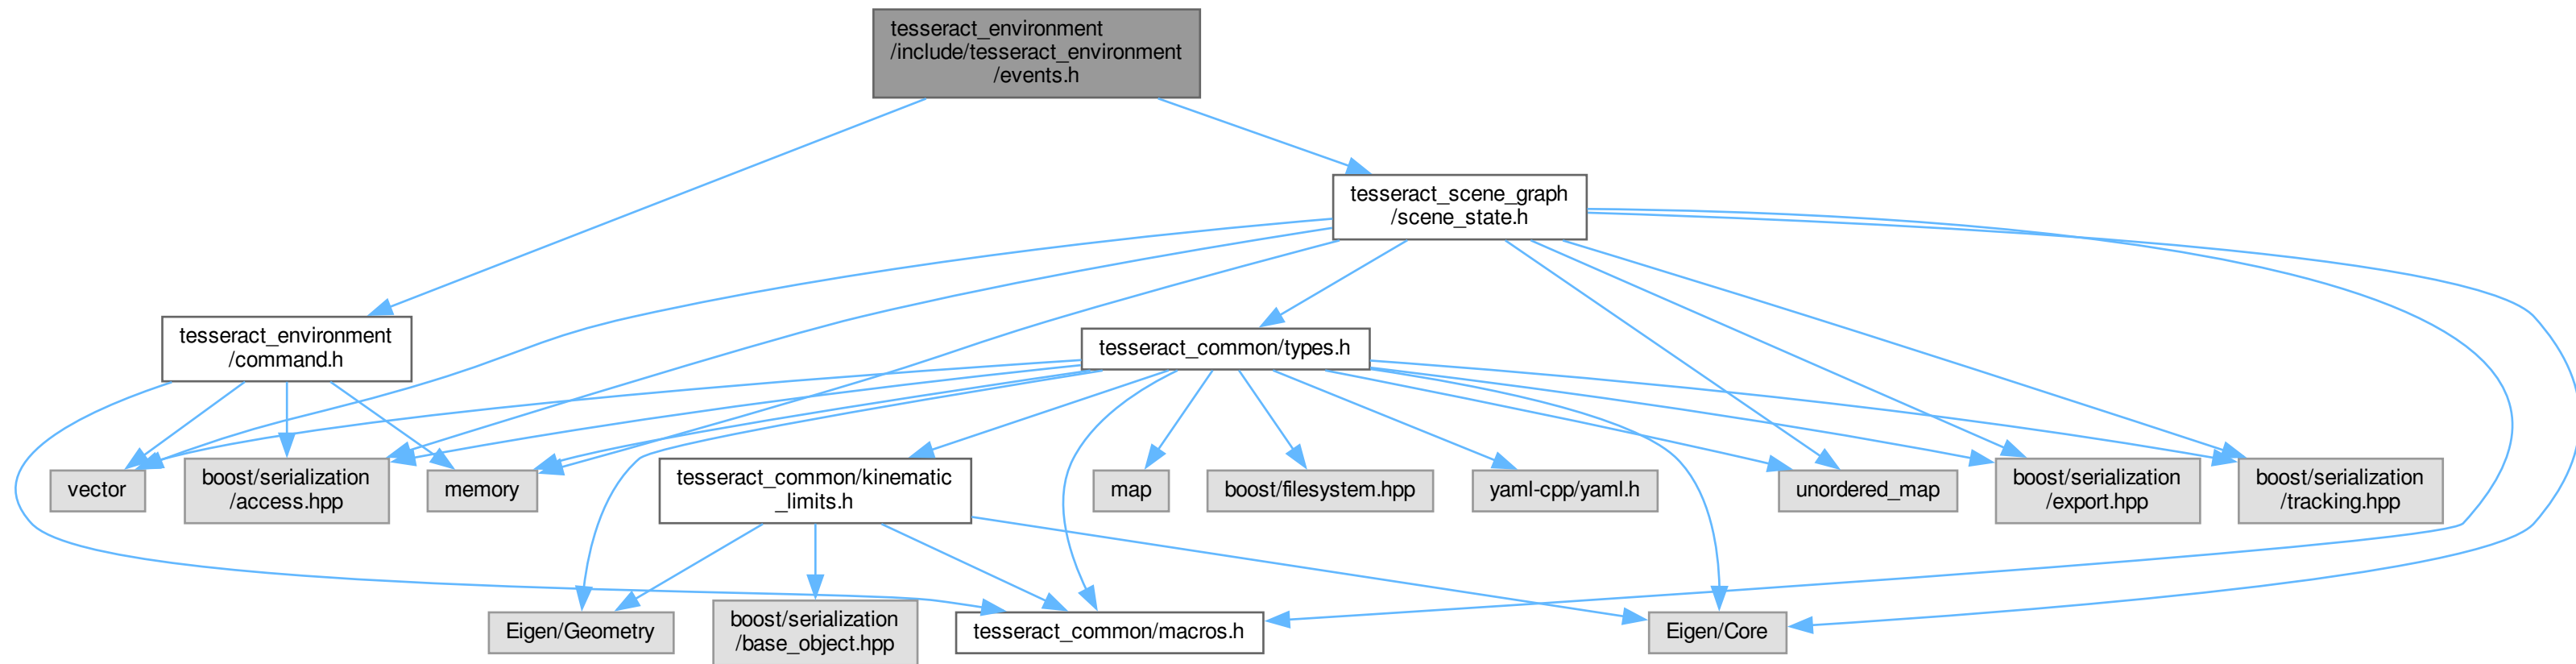 tesseract_environment
/include/tesseract_environment
/events.h
tesseract_scene_graph
/scene_state.h
tesseract_environment
/command.h
tesseract_common/types.h
vector
boost/serialization
/access.hpp
memory
tesseract_common/kinematic
_limits.h
map
boost/filesystem.hpp
yaml-cpp/yaml.h
unordered_map
boost/serialization
/export.hpp
boost/serialization
/tracking.hpp
Eigen/Geometry
boost/serialization
/base_object.hpp
tesseract_common/macros.h
Eigen/Core